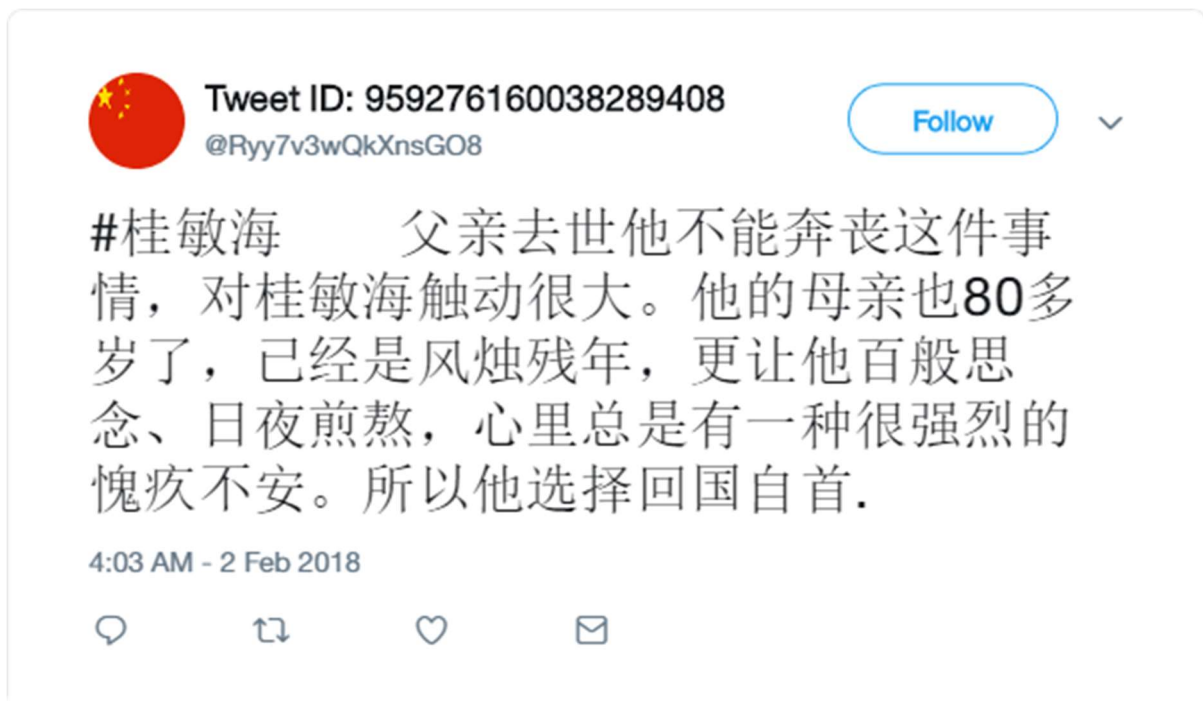 Tweet ID: 959276160038289408
Follow
@Ryy7v3wQkXnsGO8
#桂敏海 父亲去世他不能奔丧这件事
情，对桂敏海触动很大。他的母亲也80多
岁了，已经是风烛残年，更让他百般思
念、日夜煎熬，心里总是有一种很强烈的
愧疚不安。所以他选择回国自首.
4:03 AM - 2 Feb 2018